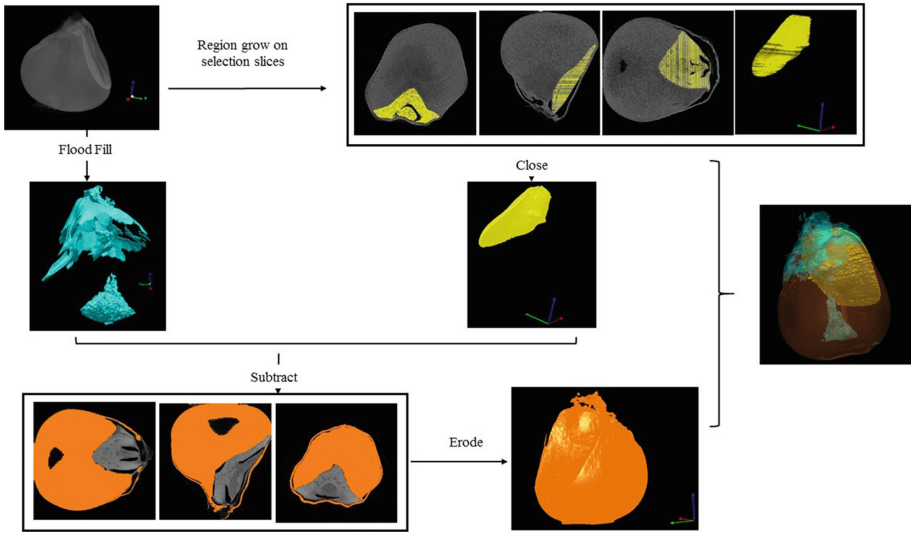 Region grow on
selection slices
Flood Fill
Close
Subtract
Erode